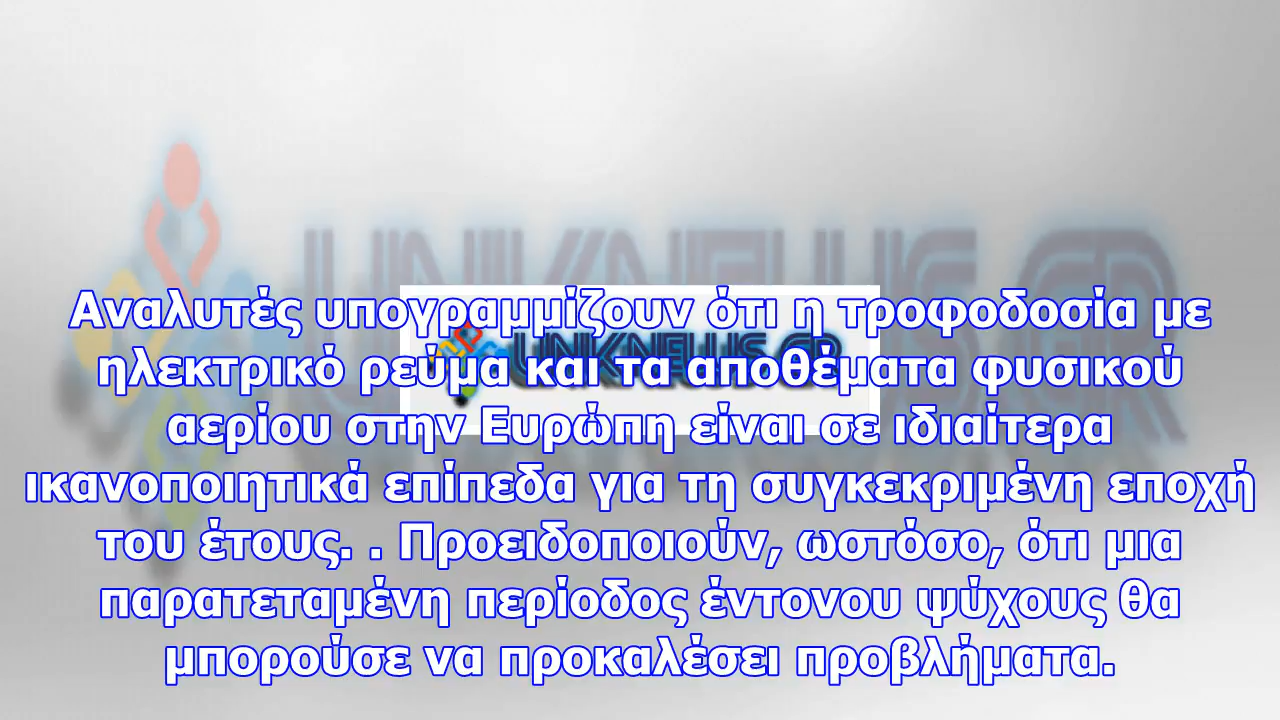 UNIKNEWS.GR
Αναλυτές υπογραμμίζουν ότι η τροφοδοσία με
ηλεκτρικό ρεύμα και τα αποθέματα φυσικού
αερίου στην Ευρώπη είναι σε ιδιαίτερα
ικανοποιητικά επίπεδα για τη συγκεκριμένη εποχή
του έτους. . Προειδοποιούν, ωστόσο, ότι μια
παρατεταμένη περίοδος έντονου ψύχους θα
μπορούσε να προκαλέσει προβλήματα.